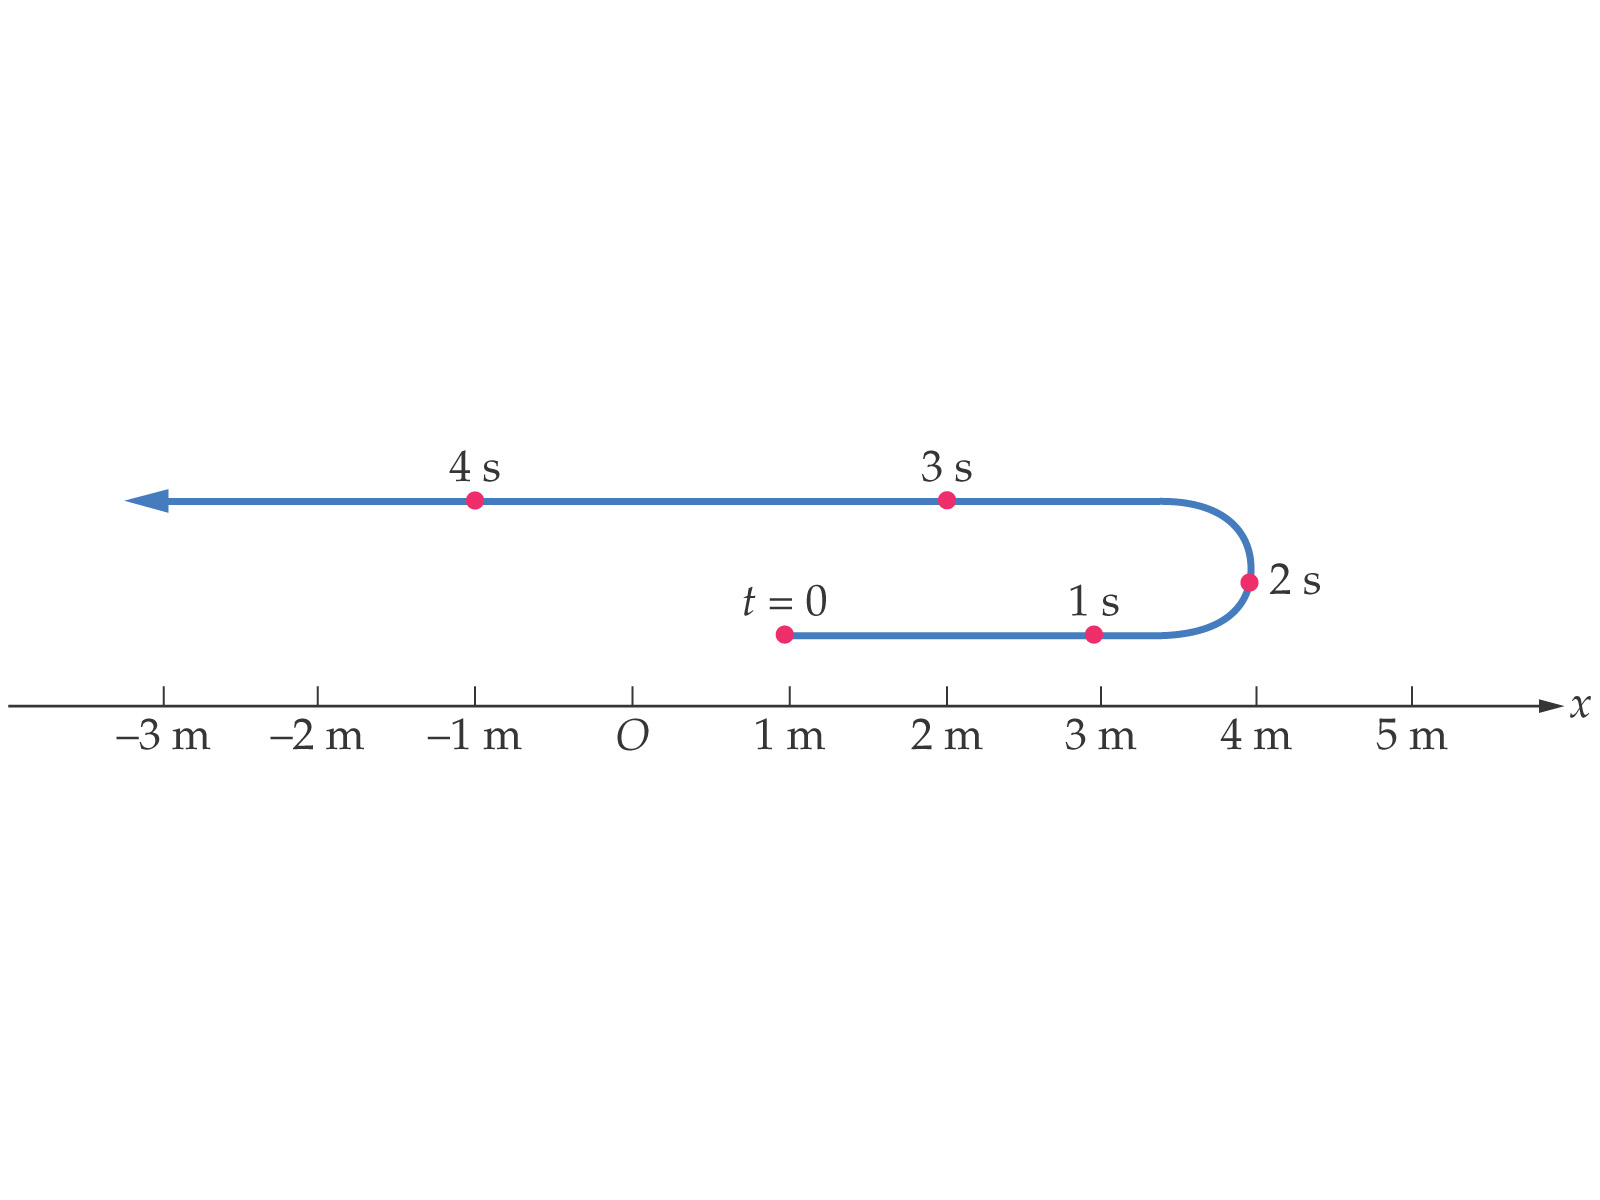 4 s
3 s
2 s
t = 0
1 s
x
–3 m
–2 m
–1 m
O
1 m
2 m
3 m
4 m
5 m